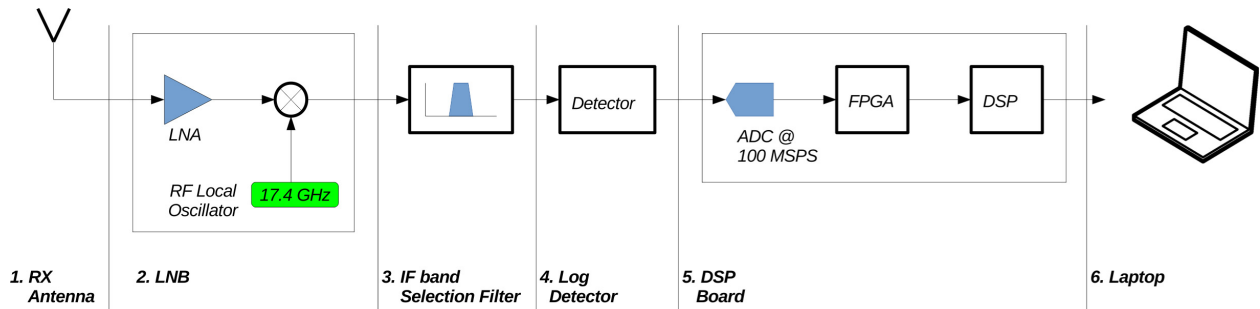 LNA
RF Local
Oscillator
17.4 GHz
Detector
ADC @
100 MSPS
FPGA
DSP
1. RX
Antenna
2. LNB
3. IF band
Selection Filter
4. Log
Detector
5. DSP
Board
6. Laptop